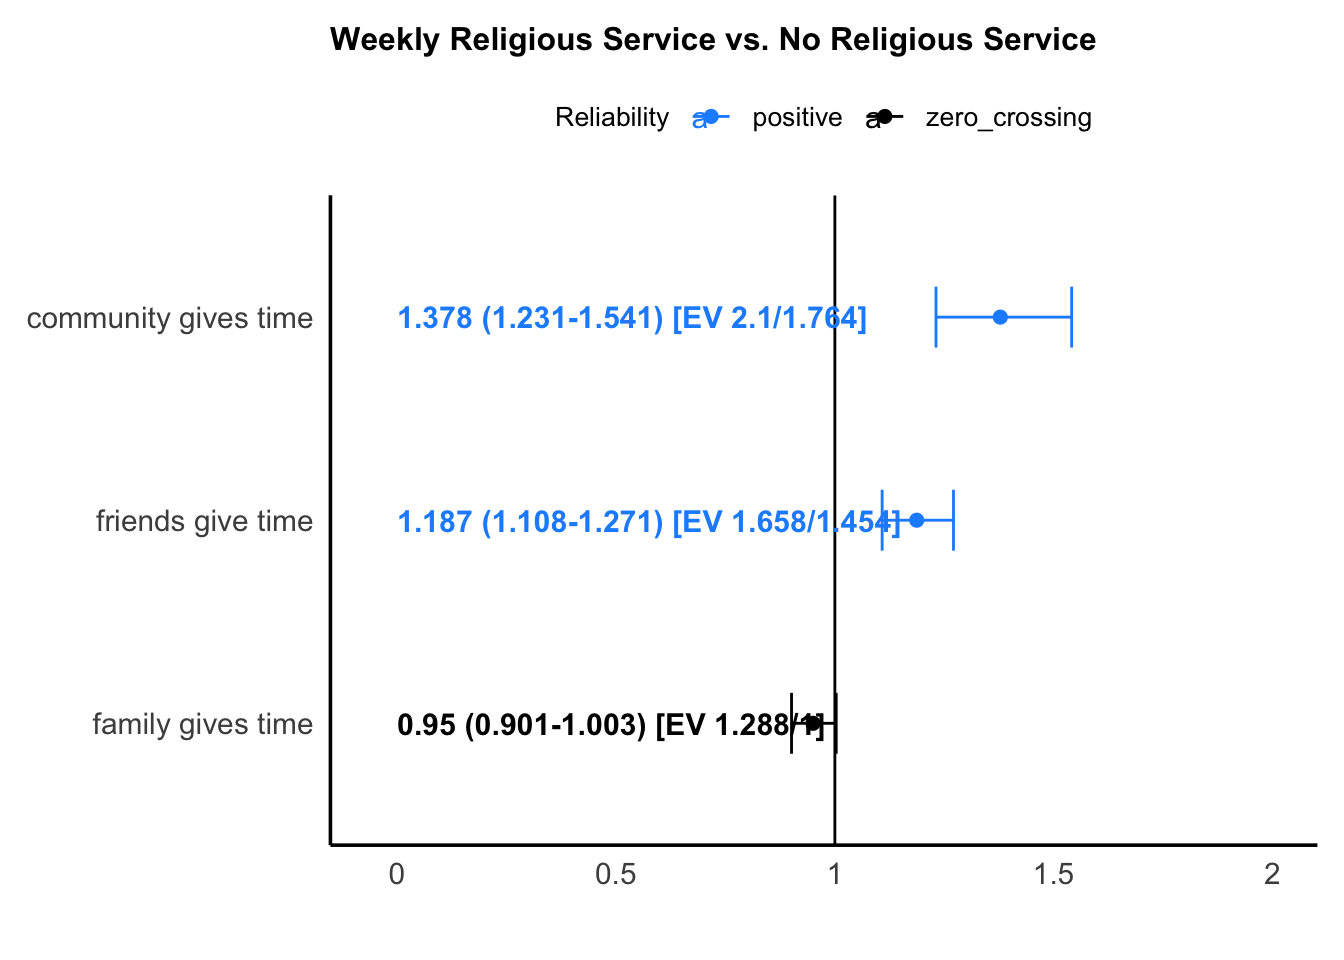 Weekly Religious Service vs. No Religious Service
Reliability a positive a zero_crossing
community gives time 1.378 (1.231-1.541) [EV 2.1/1.764]
friends give time 1.187 (1.108-1.271) [EV 1.658/1.454]
family gives time 0.95 (0.901-1.003) [EV 1.288/1]
0 0.5 1 1.5 2